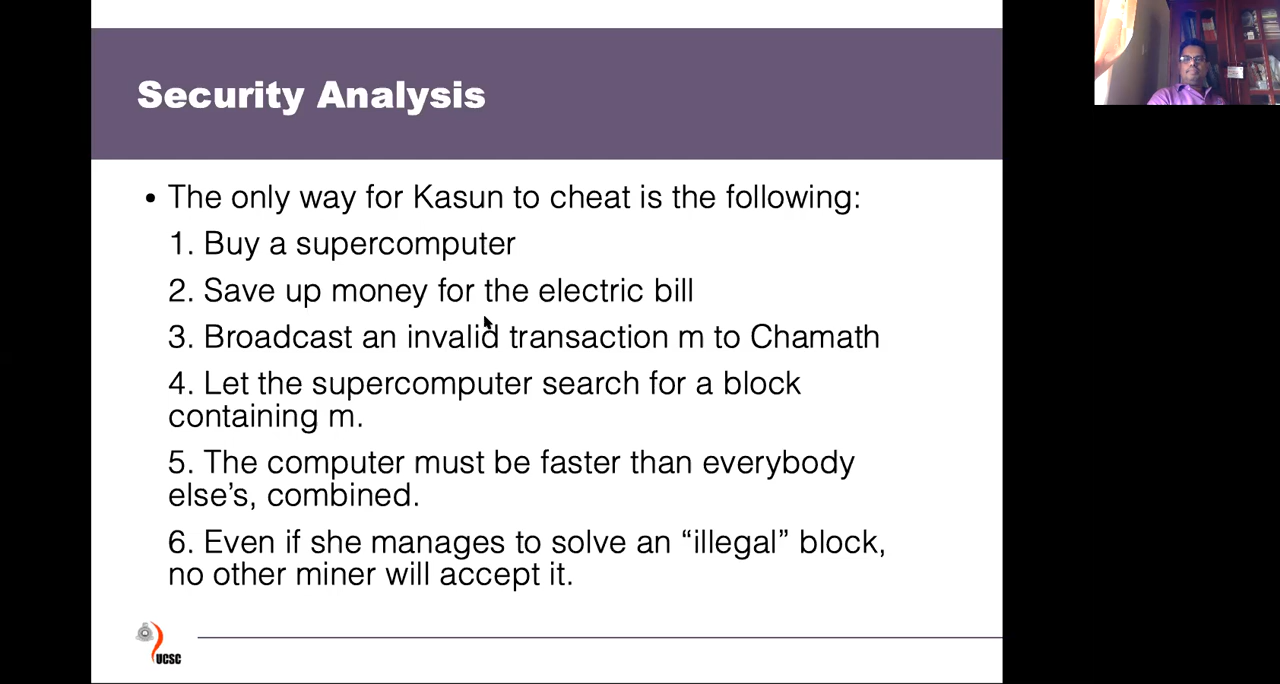 Security Analysis
• The only way for Kasun to cheat is the following:
1. Buy a supercomputer
2. Save up money for the electric bill
3. Broadcast an invalid transaction m to Chamath
4. Let the supercomputer search for a block
containing m.
5. The computer must be faster than everybody
else’s, combined.
6. Even if she manages to solve an “illegal” block,
no other miner will accept it.
UCSC